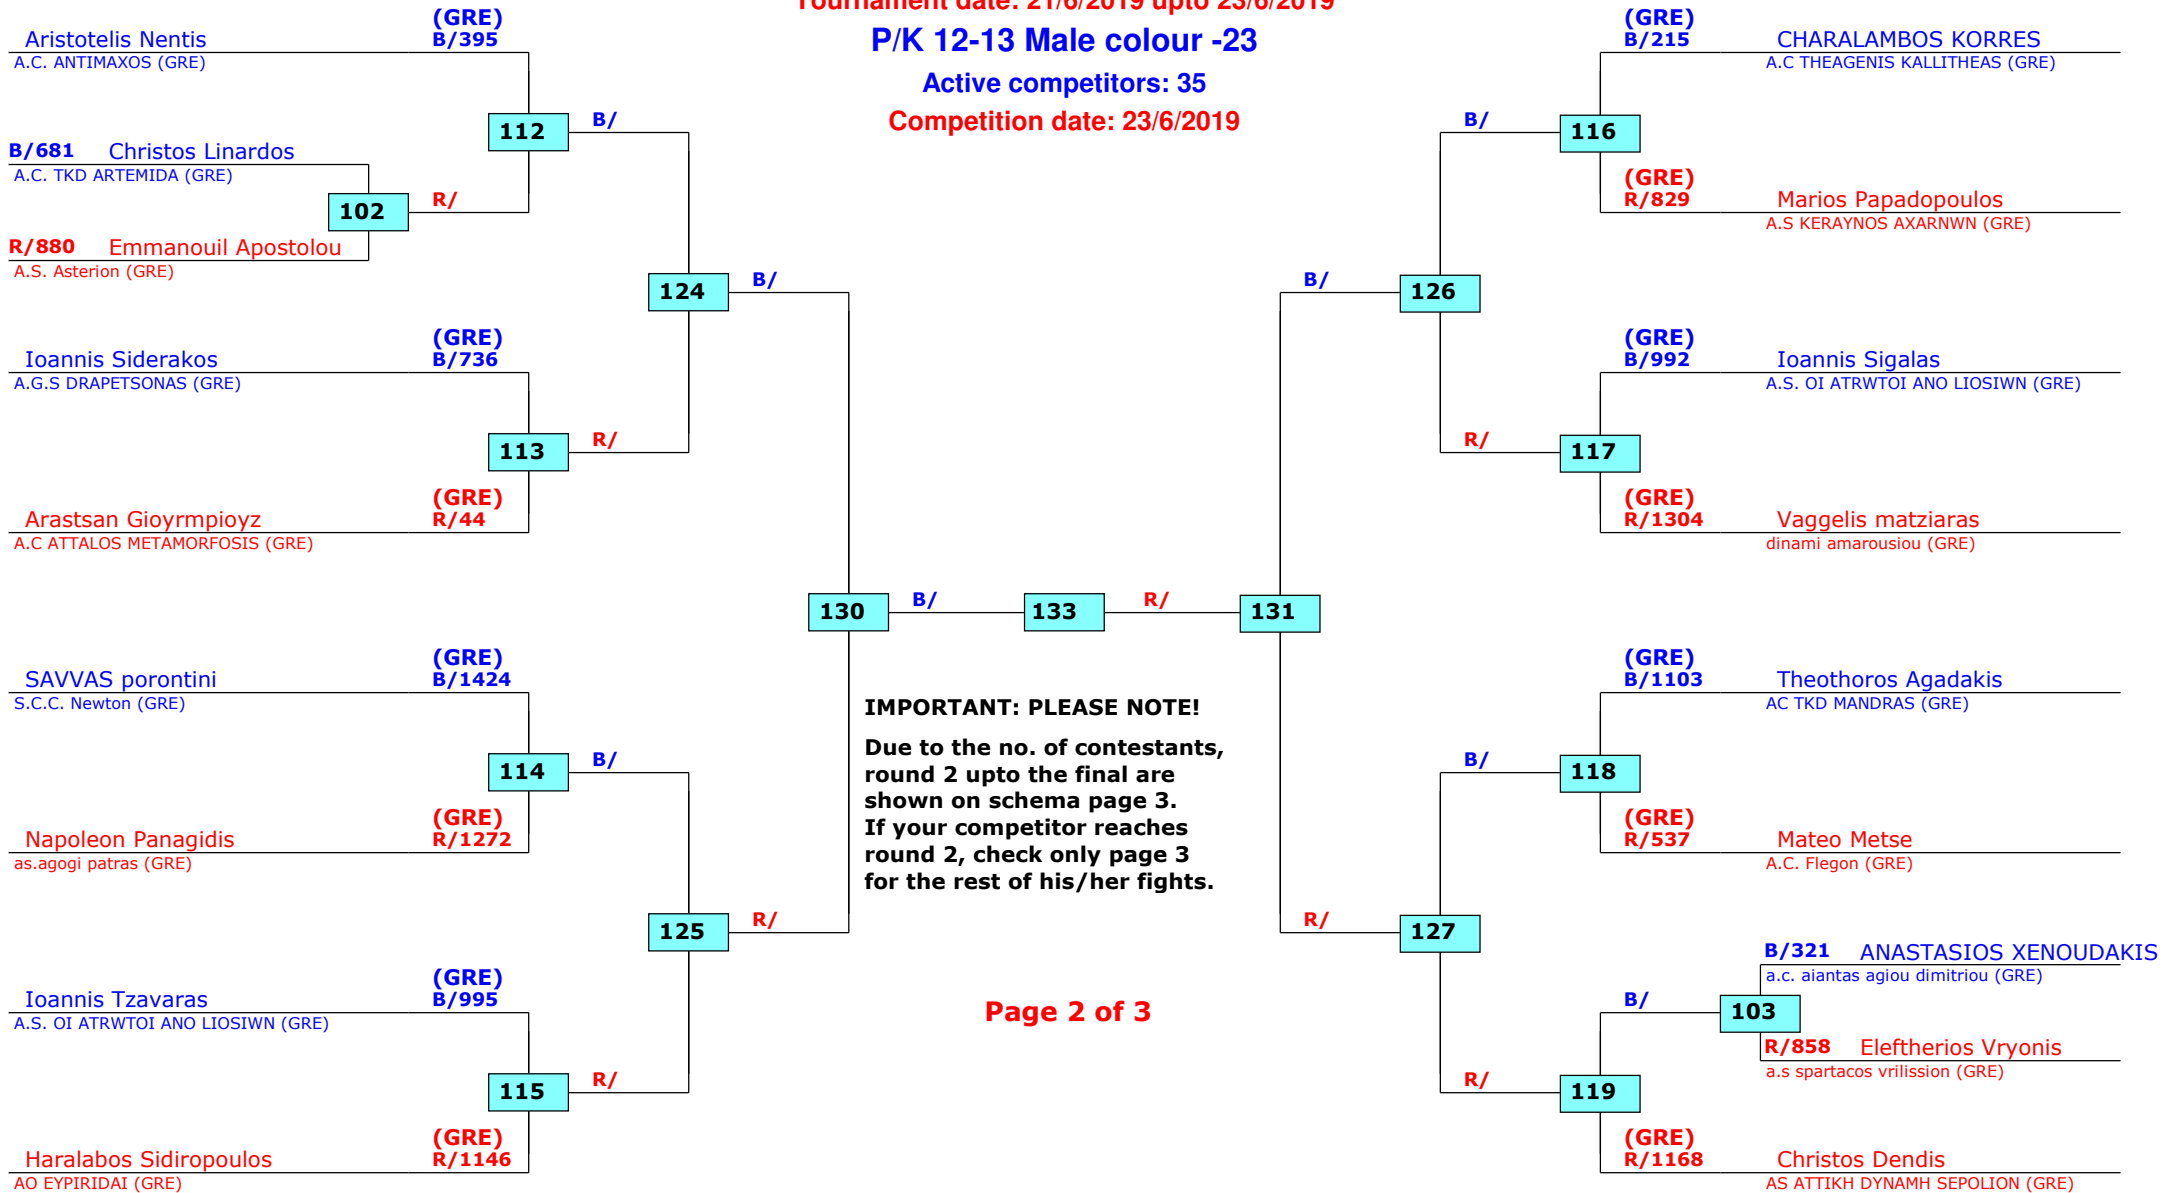 Tournament date: 21/6/2019 upto 23/6/2019
P/K 12-13 Male colour -23
Active competitors: 35
Competition date: 23/6/2019
(GRE)
Aristotelis Nentis B/395
A.C. ANTIMAXOS (GRE)
112
B/
B/681 Christos Linardos
A.C. TKD ARTEMIDA (GRE)
102
R/
R/880 Emmanouil Apostolou
A.S. Asterion (GRE)
124
B/
(GRE)
Ioannis Siderakos B/736
A.G.S DRAPETSONAS (GRE)
113
R/
(GRE)
Arastsan Gioyrmpioyz R/44
A.C ATTALOS METAMORFOSIS (GRE)
130
B/
133
R/
131
(GRE)
SAVVAS porontini B/1424
S.C.C. Newton (GRE)
114
B/
(GRE)
Napoleon Panagidis R/1272
as.agogi patras (GRE)
125
R/
(GRE)
Ioannis Tzavaras B/995
A.S. OI ATRWTOI ANO LIOSIWN (GRE)
115
R/
(GRE)
Haralabos Sidiropoulos R/1146
AO EYPIRIDAI (GRE)
IMPORTANT: PLEASE NOTE!
Due to the no. of contestants,
round 2 upto the final are
shown on schema page 3.
If your competitor reaches
round 2, check only page 3
for the rest of his/her fights.
Page 2 of 3
(GRE)
B/215 CHARALAMBOS KORRES
A.C THEAGENIS KALLITHEAS (GRE)
B/
116
(GRE)
R/829 Marios Papadopoulos
A.S KERAYNOS AXARNWN (GRE)
B/
126
(GRE)
B/992 Ioannis Sigalas
A.S. OI ATRWTOI ANO LIOSIWN (GRE)
R/
117
(GRE)
R/1304 Vaggelis matziaras
dinami amarousiou (GRE)
(GRE)
B/1103 Theothoros Agadakis
AC TKD MANDRAS (GRE)
B/
118
(GRE)
R/537 Mateo Metse
A.C. Flegon (GRE)
R/
127
B/321 ANASTASIOS XENOUDAKIS
a.c. aiantas agiou dimitriou (GRE)
B/
103
R/858 Eleftherios Vryonis
a.s spartacos vrilission (GRE)
R/
119
(GRE)
R/1168 Christos Dendis
AS ATTIKH DYNAMH SEPOLION (GRE)